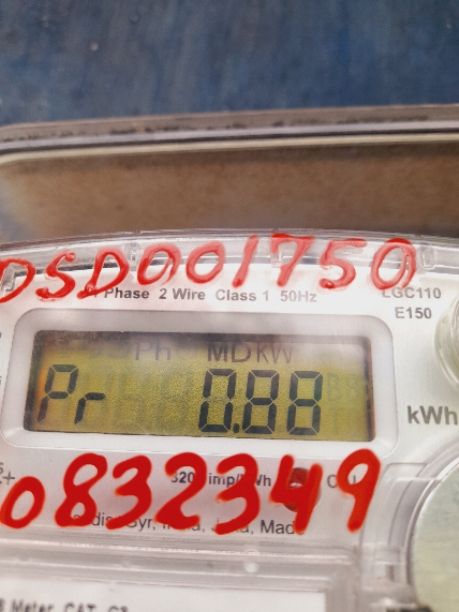 DSD001750
Phase 2 Wire Class 1 50Hz
LGC110
E150
Ph MDkW
Pr 0.88
kWh
0832349